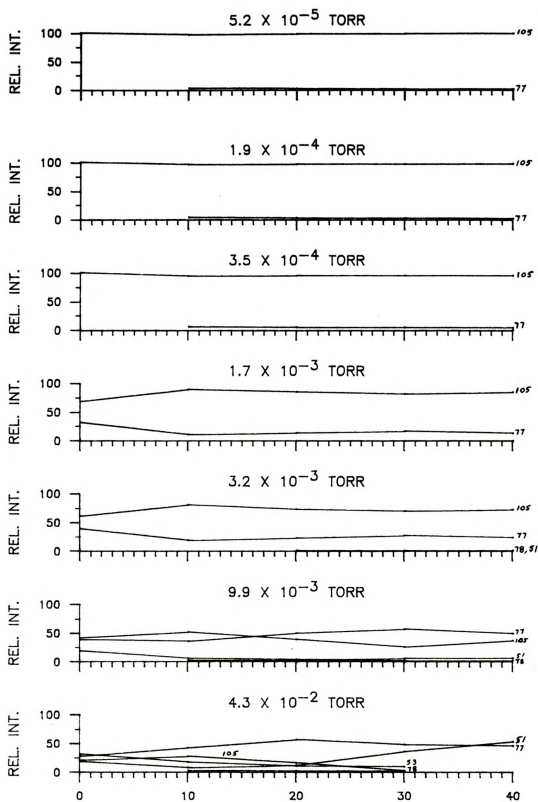 5.2 X 10⁻⁵ TORR
REL. INT.
100
50
0
105
77
1.9 X 10⁻⁴ TORR
REL. INT.
100
50
0
105
77
3.5 X 10⁻⁴ TORR
REL. INT.
100
50
0
105
77
1.7 X 10⁻³ TORR
REL. INT.
100
50
0
105
77
3.2 X 10⁻³ TORR
REL. INT.
100
50
0
105
77
78,51
9.9 X 10⁻³ TORR
REL. INT.
100
50
0
77
105
51
78
4.3 X 10⁻² TORR
REL. INT.
100
50
0
105
51
77
53
78
0 10 20 30 40